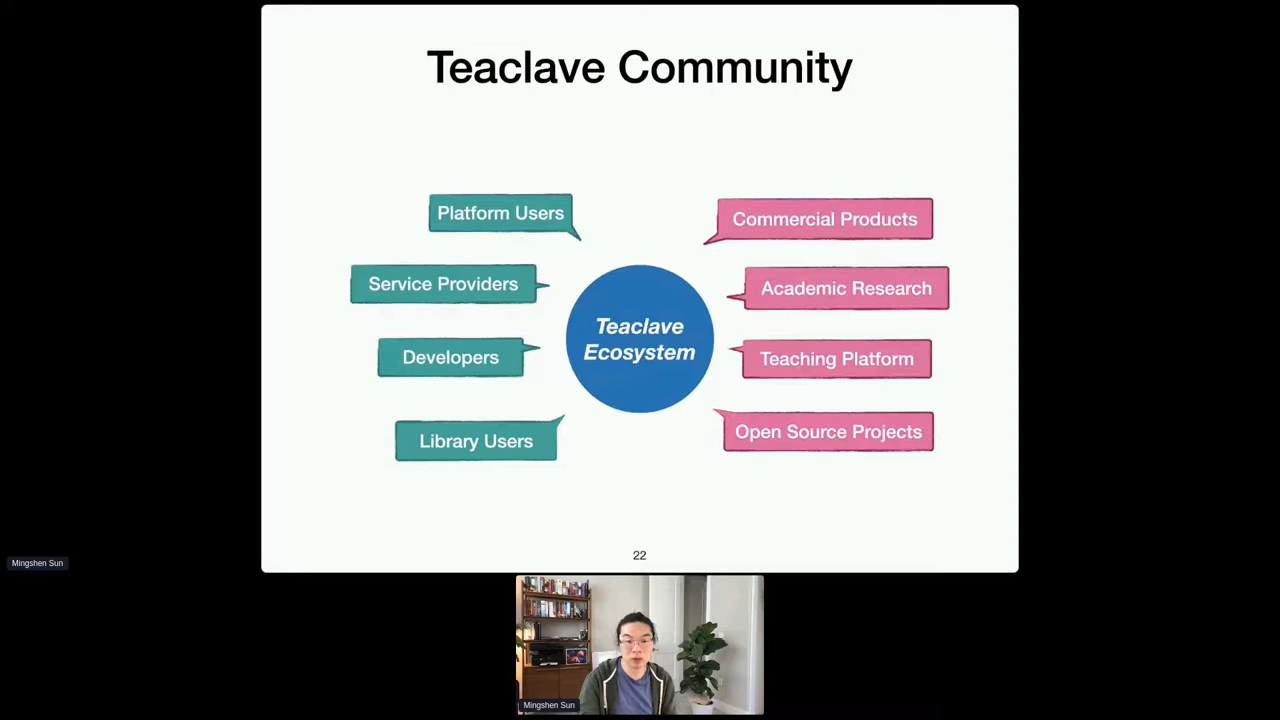 Teaclave Community
Platform Users
Commercial Products
Service Providers
Academic Research
Teaclave
Ecosystem
Developers
Teaching Platform
Library Users
Open Source Projects
22
Mingshen Sun
Mingshen Sun